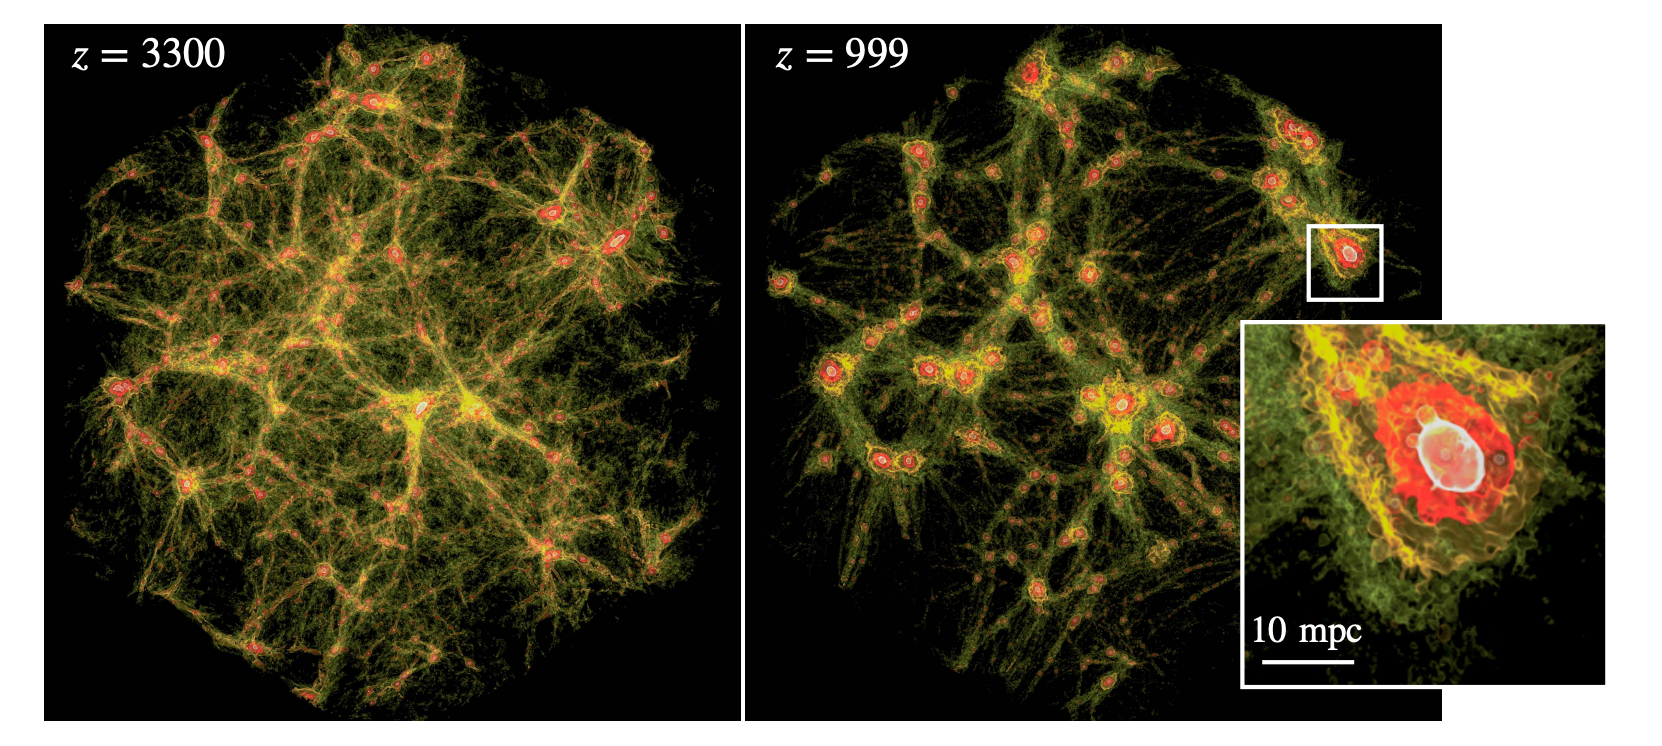 z = 3300
z = 999
10 mpc